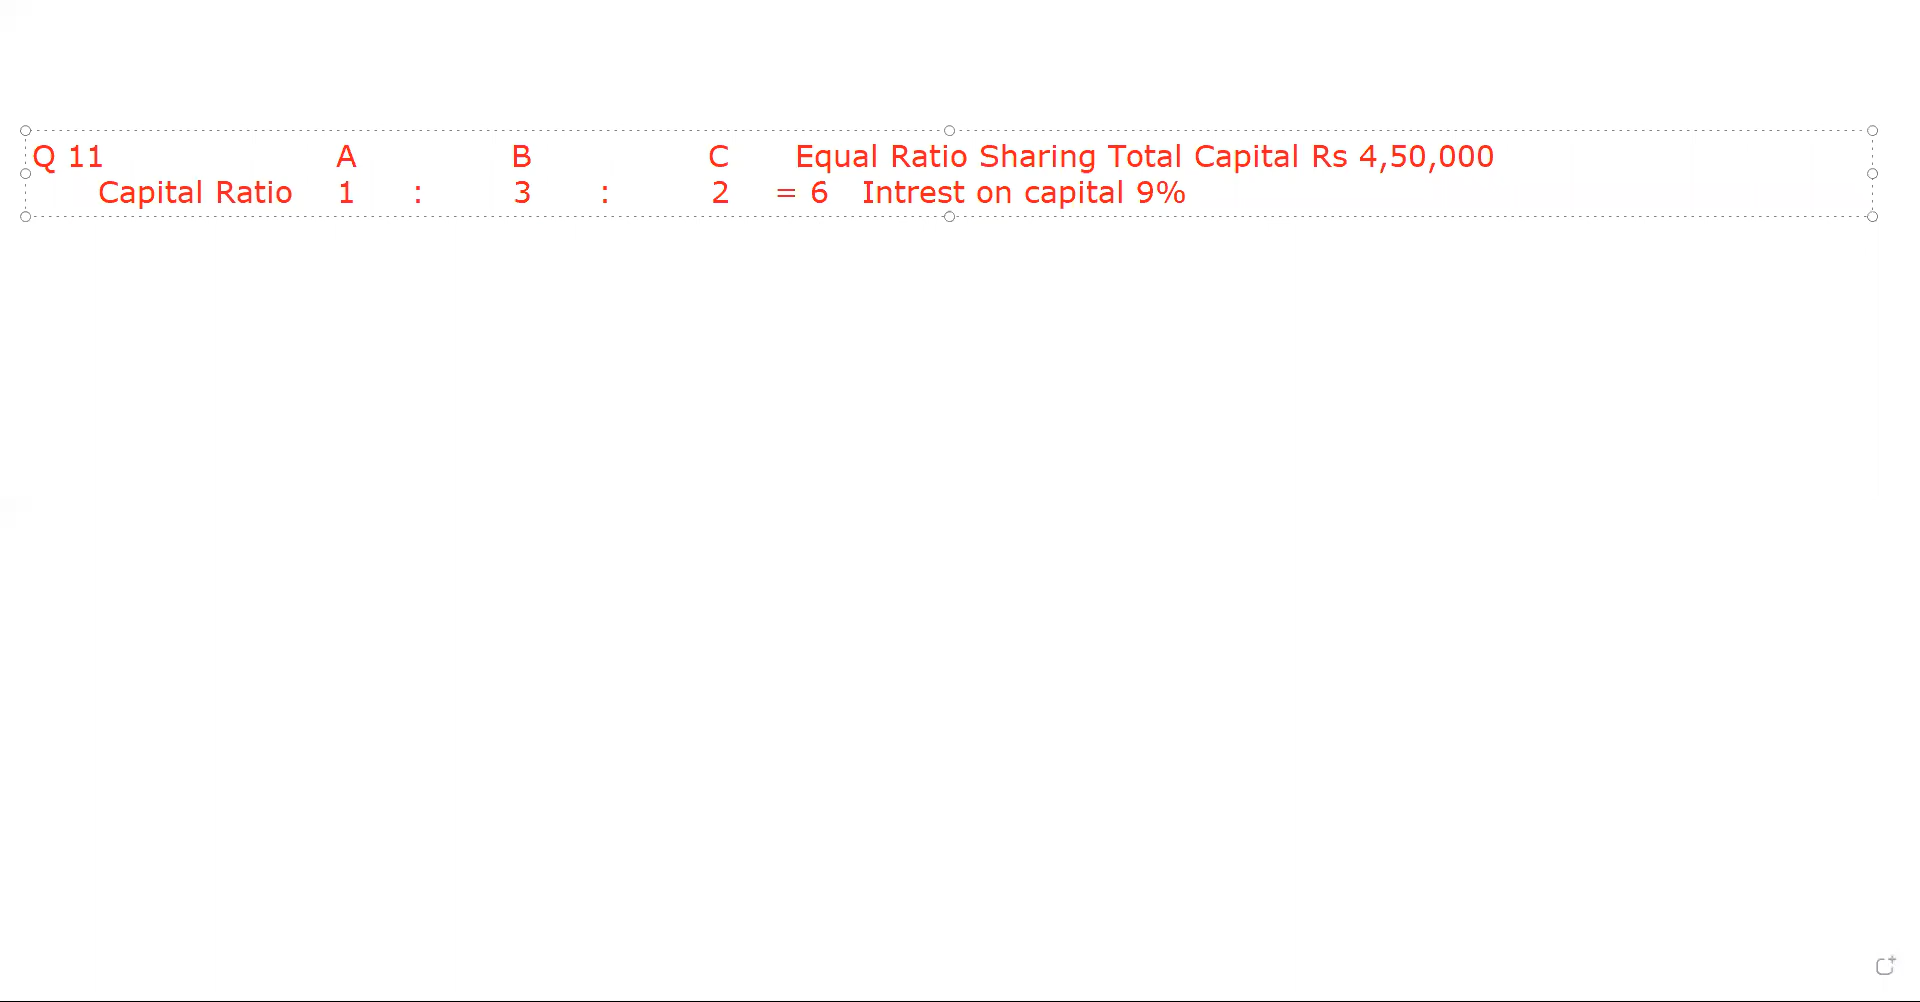 Q 11 A B C Equal Ratio Sharing Total Capital Rs 4,50,000
Capital Ratio 1 : 3 : 2 = 6 Intrest on capital 9%